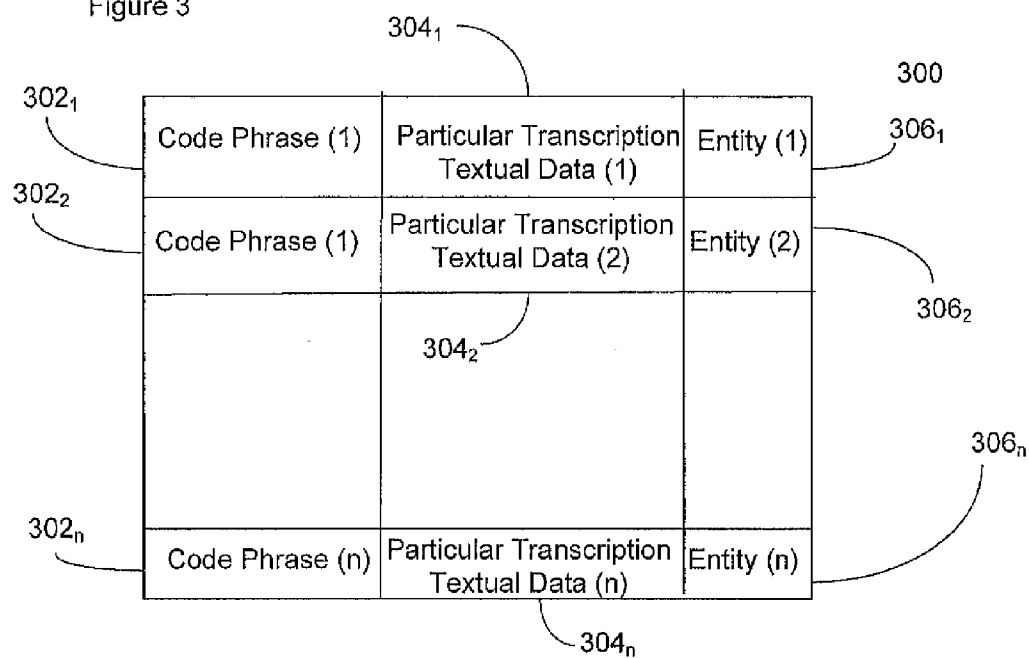 Figure 3
304₁
300
302₁
Code Phrase (1)
Particular Transcription
Textual Data (1)
Entity (1)
306₁
302₂
Code Phrase (1)
Particular Transcription
Textual Data (2)
Entity (2)
306₂
304₂
306ₙ
302ₙ
Code Phrase (n)
Particular Transcription
Textual Data (n)
Entity (n)
304ₙ